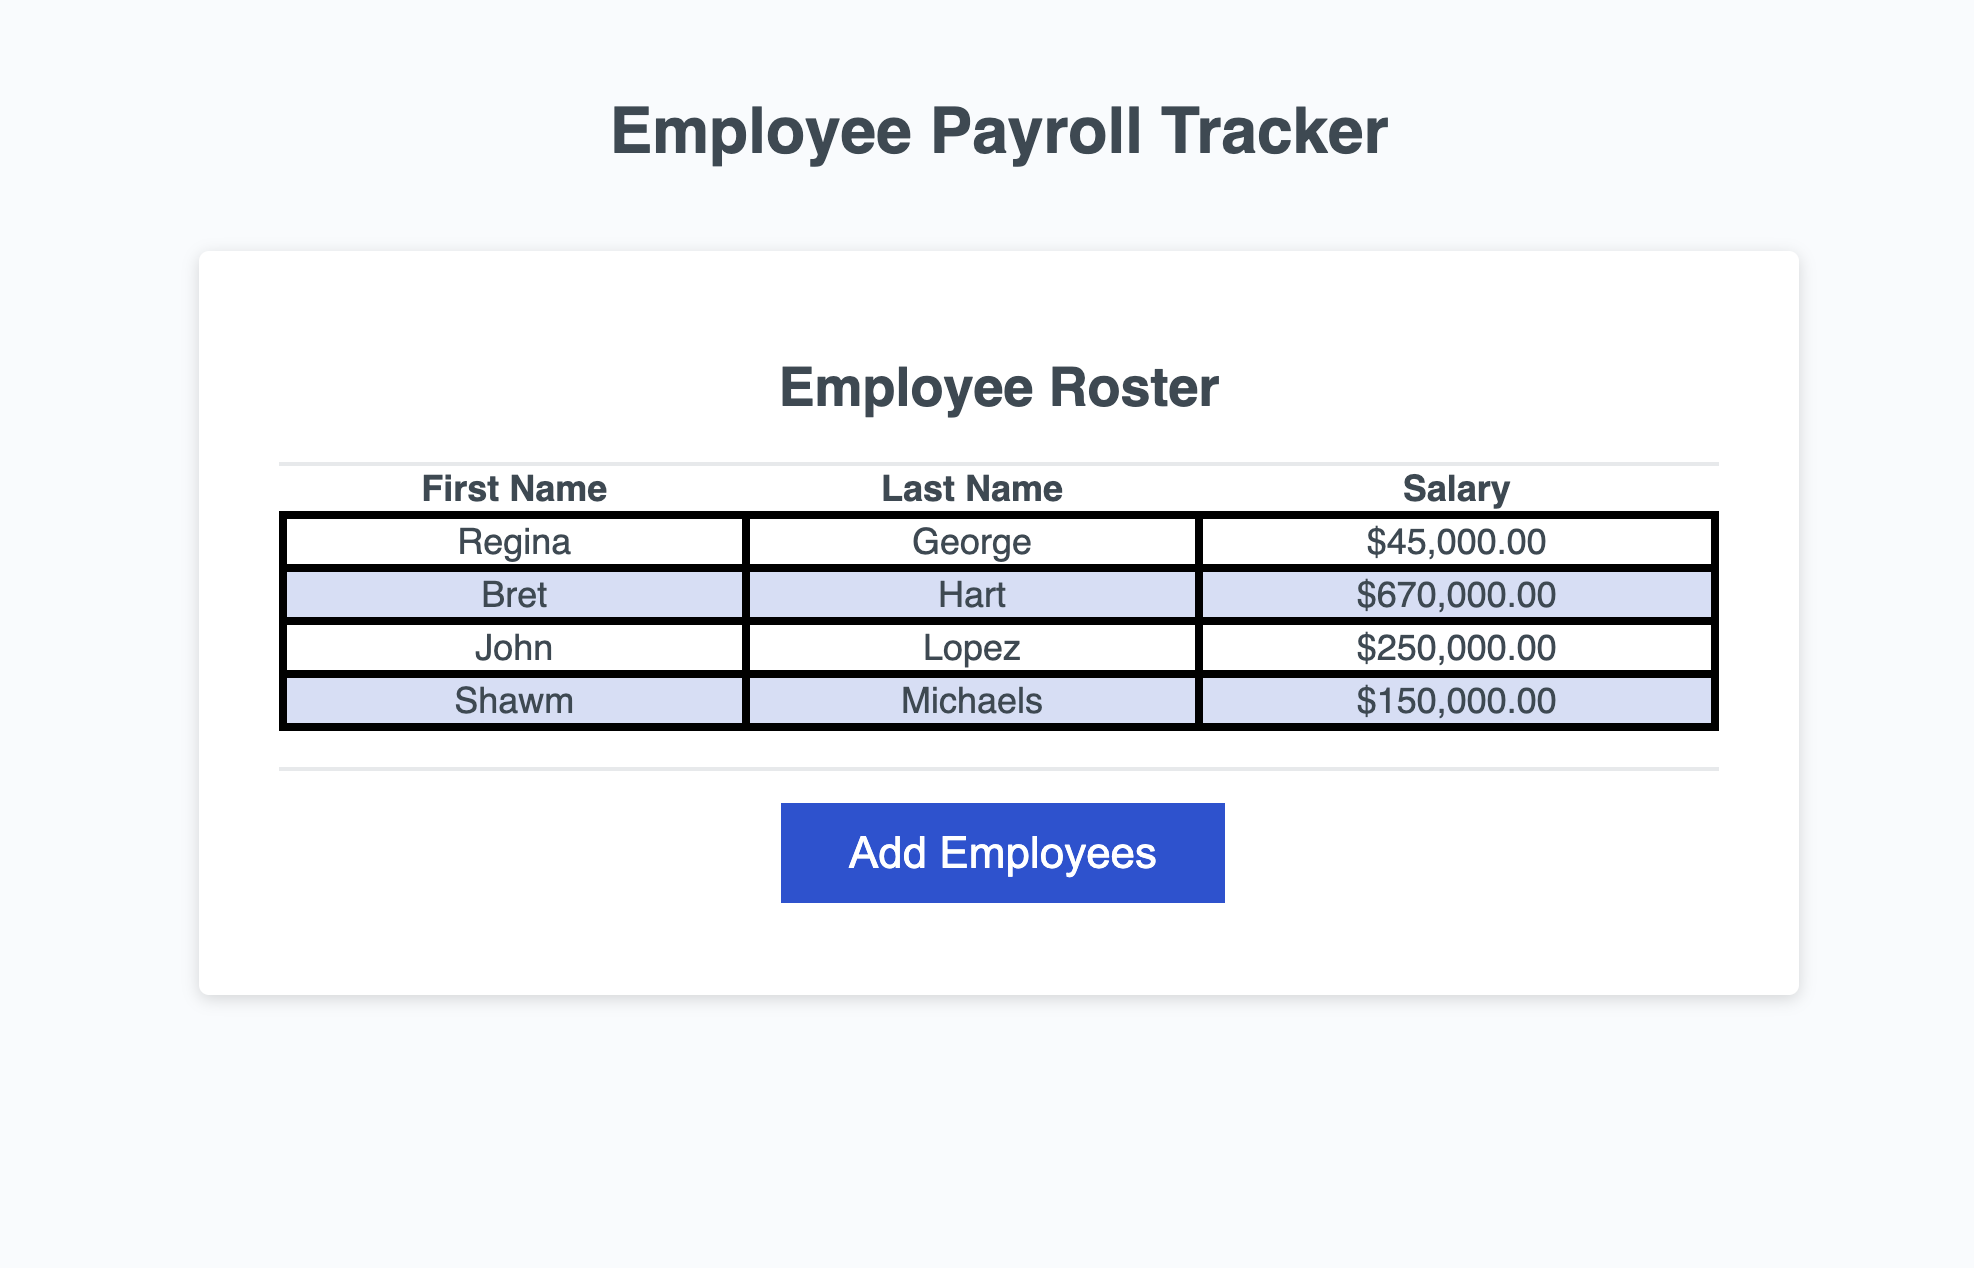 Employee Payroll Tracker
Employee Roster
First Name Last Name Salary
Regina George $45,000.00
Bret Hart $670,000.00
John Lopez $250,000.00
Shawm Michaels $150,000.00
Add Employees